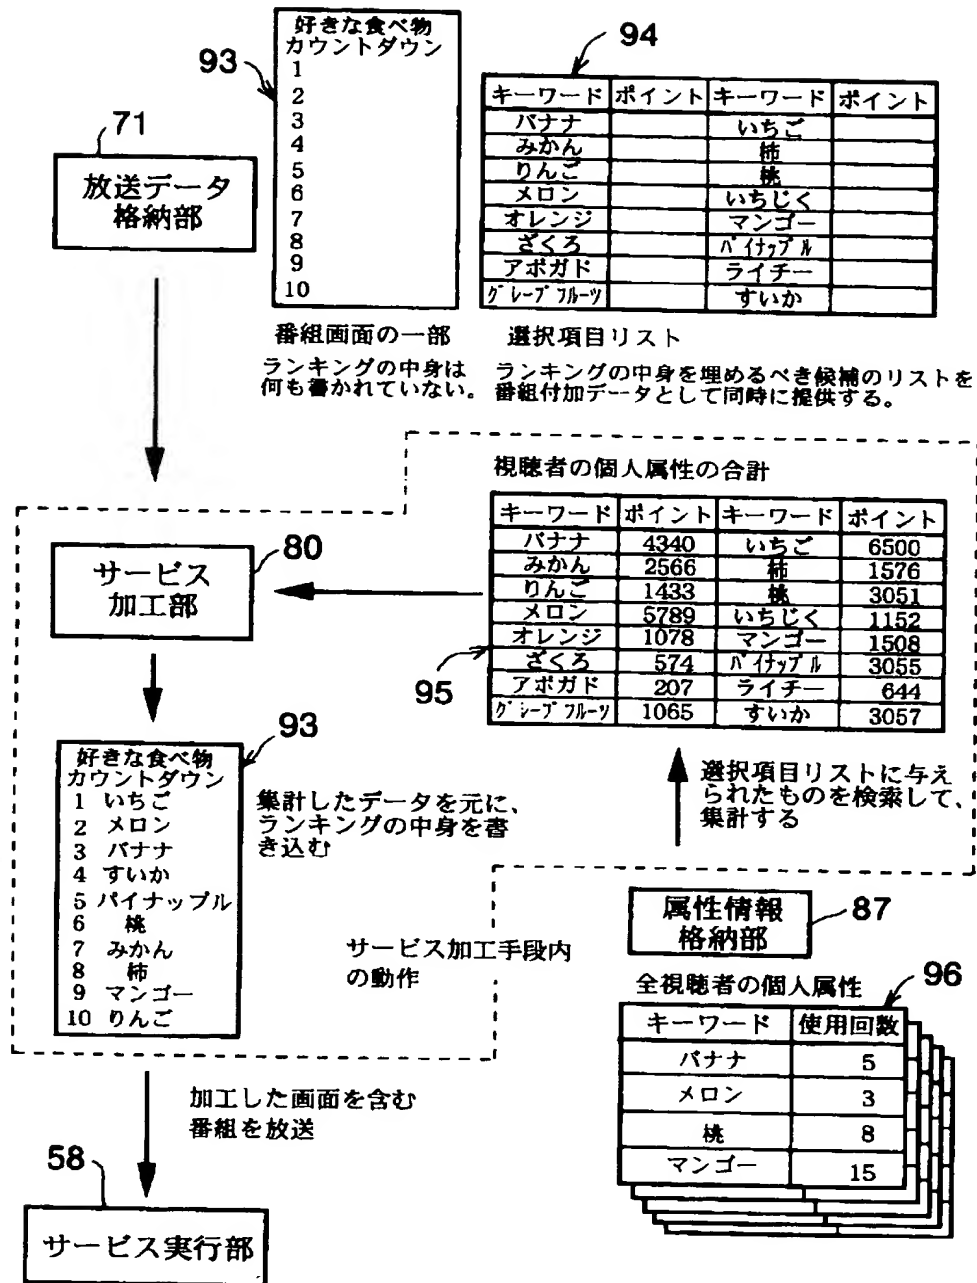 93
好きな食べ物
カウントダウン
1
2
3
4
5
6
7
8
9
10
番組画面の一部
ランキングの中身は
何も書かれていない。
94
キーワード ポイント キーワード ポイント
バナナ いちご
みかん 柿
りんご 桃
メロン いちじく
オレンジ マンゴー
ざくろ パイナップル
アボガド ライチー
グレープフルーツ すいか
選択項目リスト
ランキングの中身を埋めるべき候補のリストを
番組付加データとして同時に提供する。
71
放送データ
格納部
視聴者の個人属性の合計
キーワード ポイント キーワード ポイント
バナナ 4340 いちご 6500
みかん 2566 柿 1576
りんご 1433 桃 3051
メロン 5789 いちじく 1152
オレンジ 1078 マンゴー 1508
ざくろ 574 パイナップル 3055
アボガド 207 ライチー 644
グレープフルーツ 1065 すいか 3057
95
80
サービス
加工部
93
好きな食べ物
カウントダウン
1 いちご
2 メロン
3 バナナ
4 すいか
5 パイナップル
6 桃
7 みかん
8 柿
9 マンゴー
10 りんご
集計したデータを元に、
ランキングの中身を書
き込む
選択項目リストに与え
られたものを検索して、
集計する
サービス加工手段内
の動作
属性情報
格納部
87
全視聴者の個人属性
96
キーワード 使用回数
バナナ 5
メロン 3
桃 8
マンゴー 15
加工した画面を含む
番組を放送
58
サービス実行部